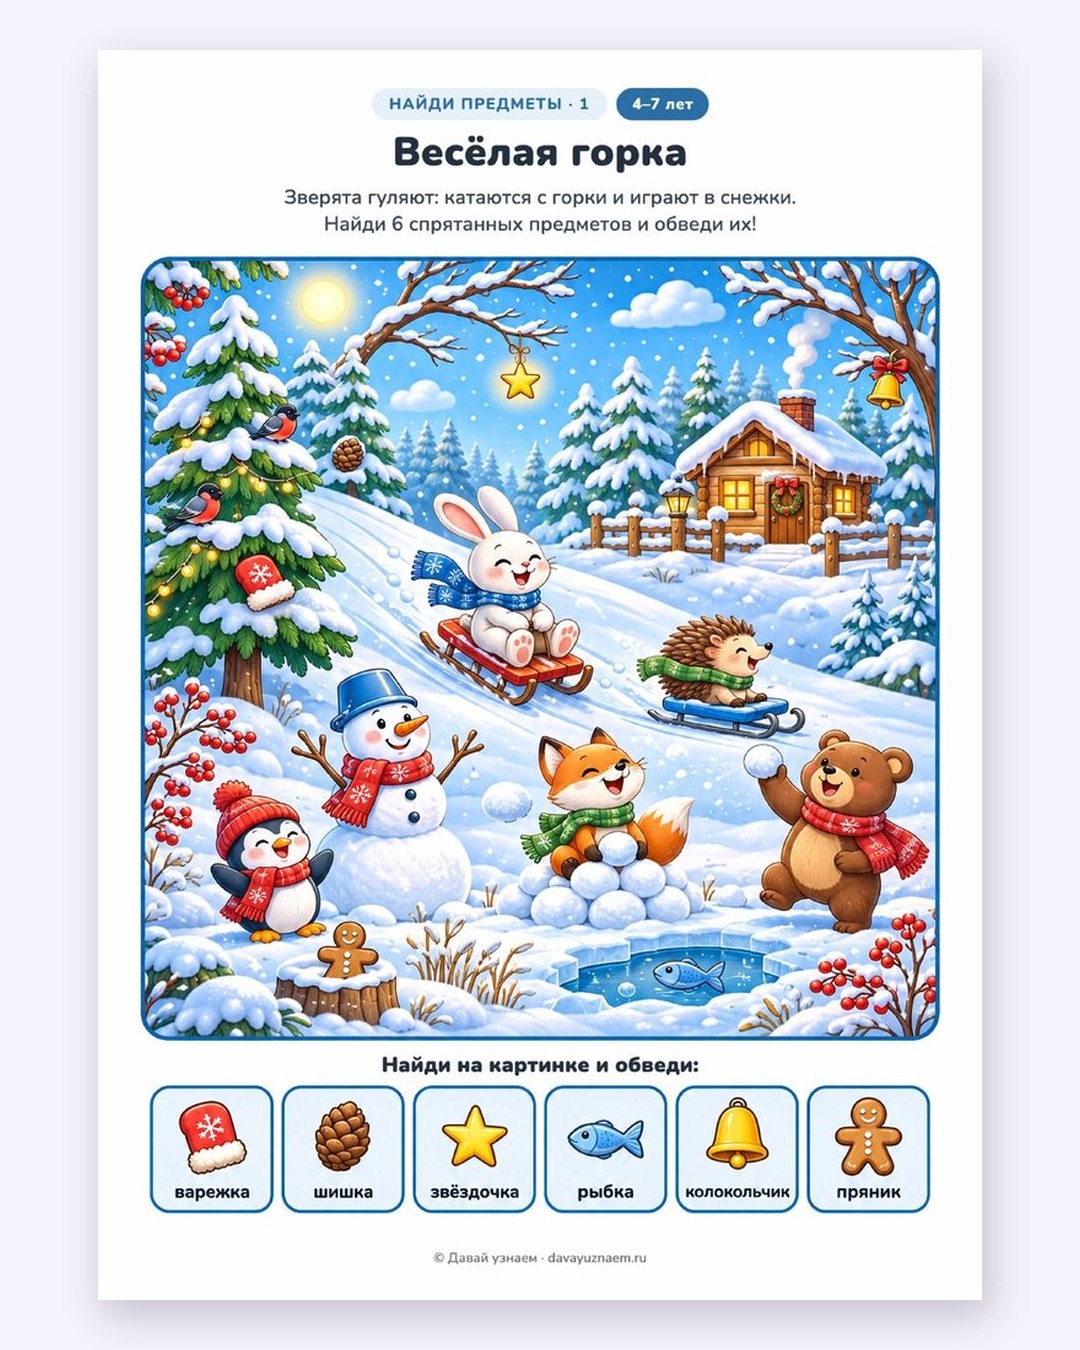 НАЙДИ ПРЕДМЕТЫ · 1
4–7 лет
Весёлая горка
Зверята гуляют: катаются с горки и играют в снежки.
Найди 6 спрятанных предметов и обведи их!
Найди на картинке и обведи:
варежка
шишка
звёздочка
рыбка
колокольчик
пряник
© Давай узнаем · davayuznaem.ru